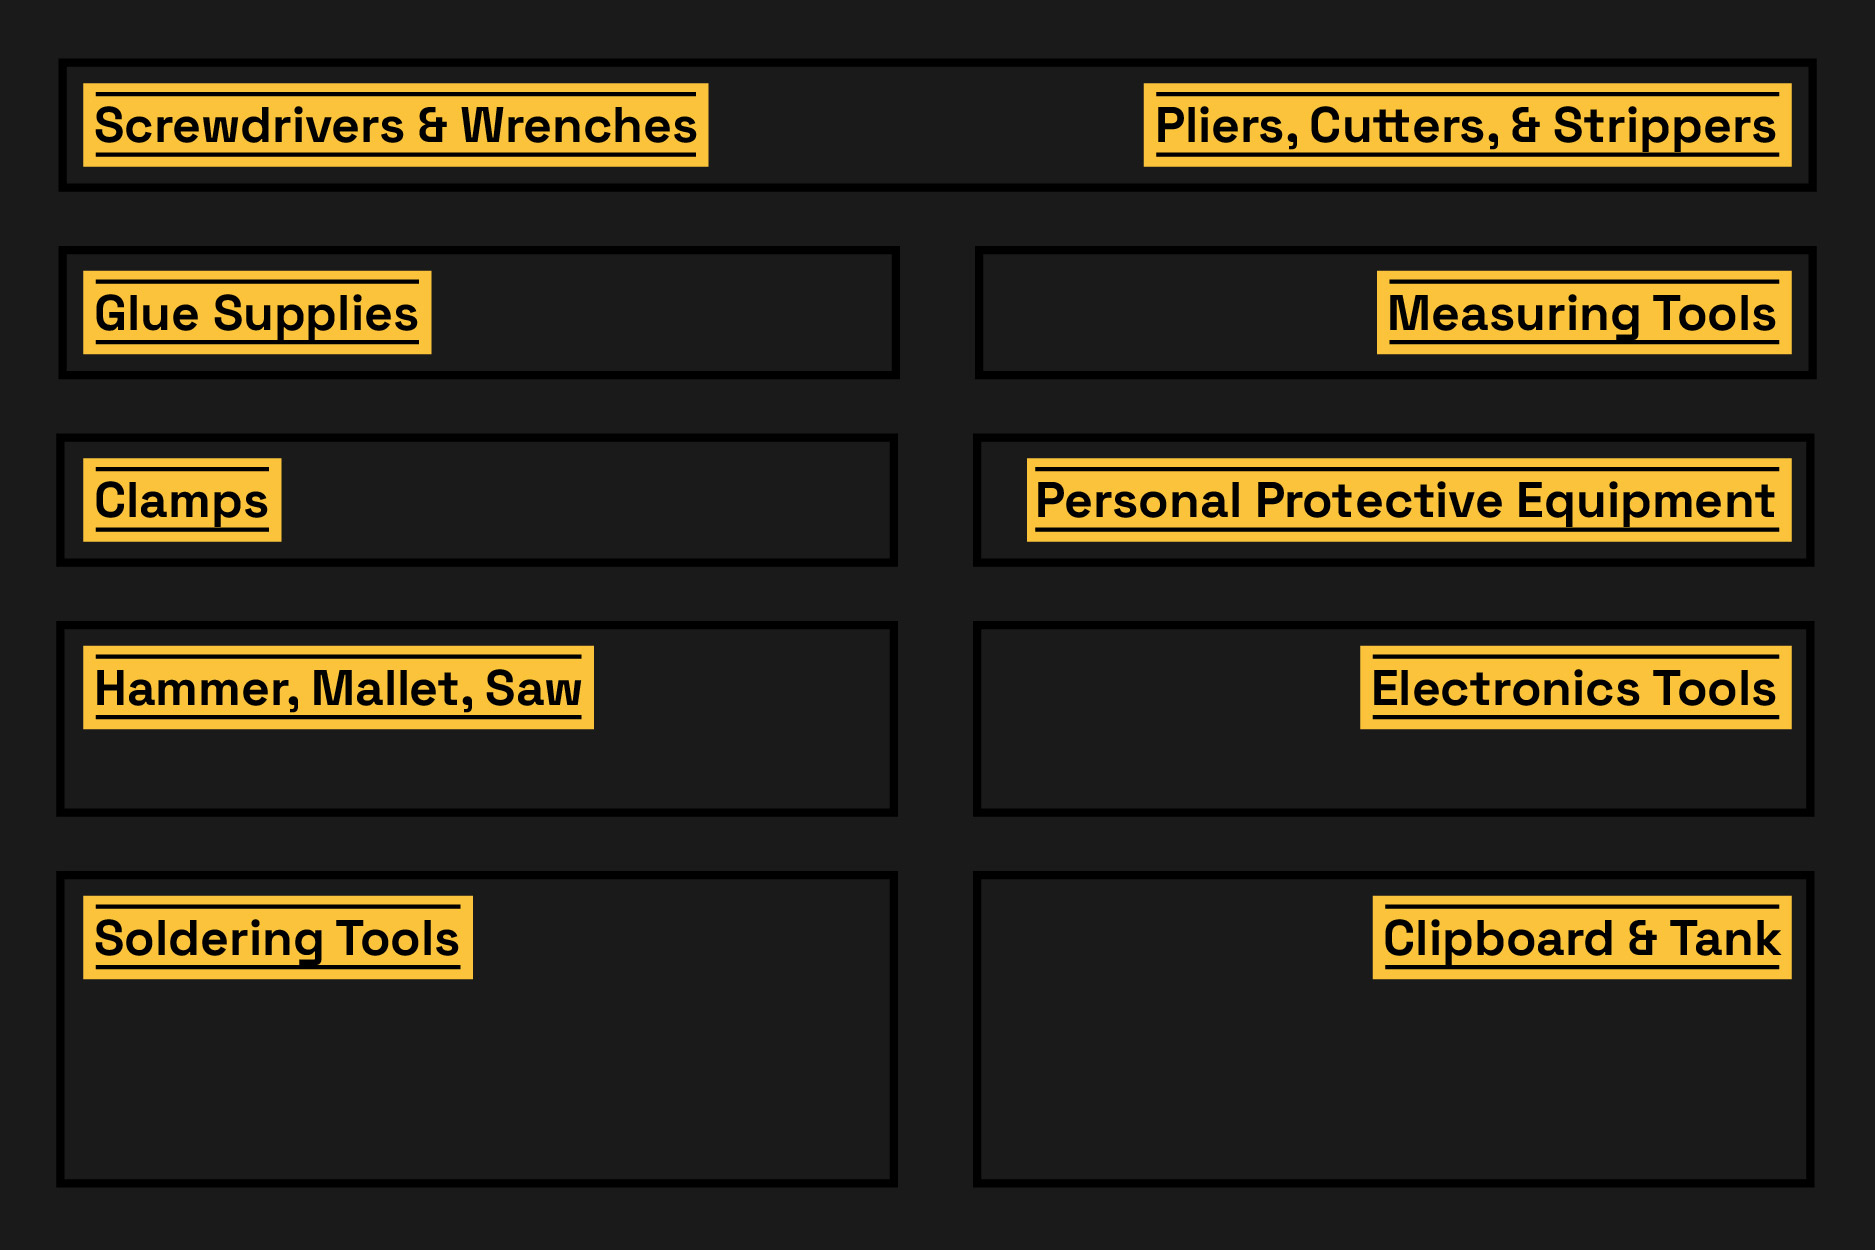 Screwdrivers & Wrenches
Pliers, Cutters, & Strippers
Glue Supplies
Measuring Tools
Clamps
Personal Protective Equipment
Hammer, Mallet, Saw
Electronics Tools
Soldering Tools
Clipboard & Tank